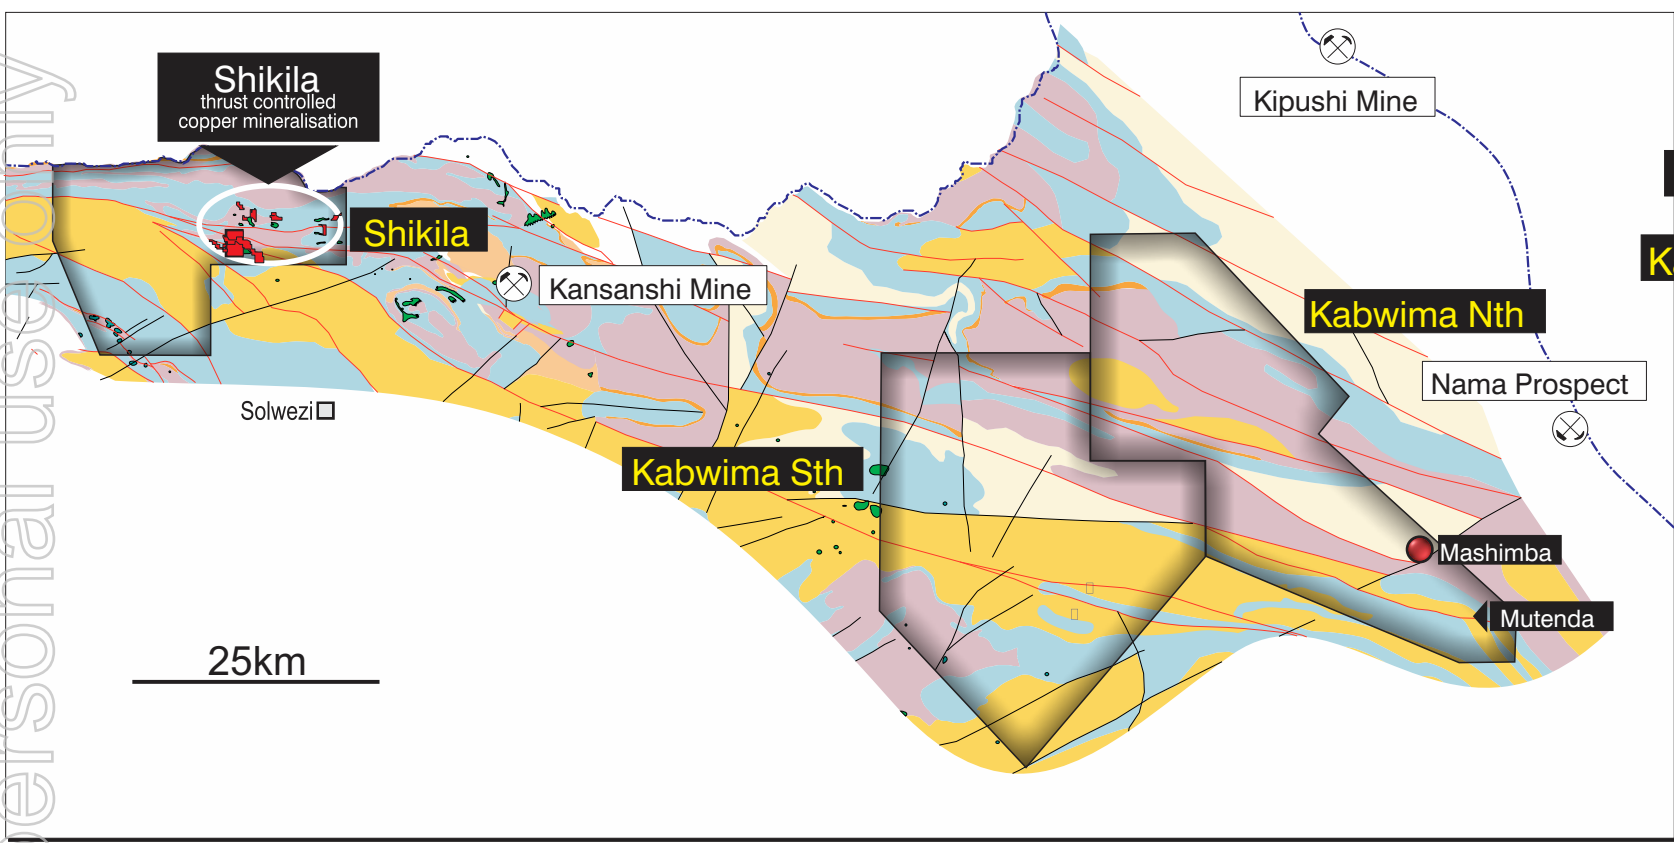 Shikila
thrust controlled
copper mineralisation
Kipushi Mine
Shikila
Kansanshi Mine
Kabwima Nth
Nama Prospect
Solwezi
Kabwima Sth
Mashimba
Mutenda
25km
ersonal use only